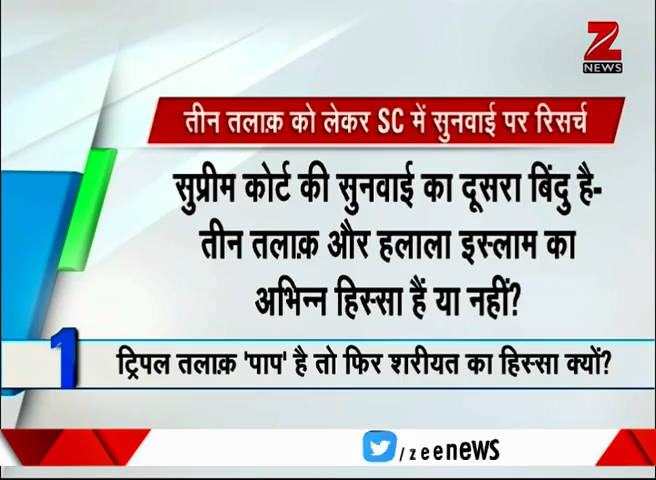 Z
ZEE
NEWS
तीन तलाक़ को लेकर SC में सुनवाई पर रिसर्च
सुप्रीम कोर्ट की सुनवाई का दूसरा बिंदु है-
तीन तलाक़ और हलाला इस्लाम का
अभिन्न हिस्सा हैं या नहीं?
1 ट्रिपल तलाक़ 'पाप' है तो फिर शरीयत का हिस्सा क्यों?
/zeenews